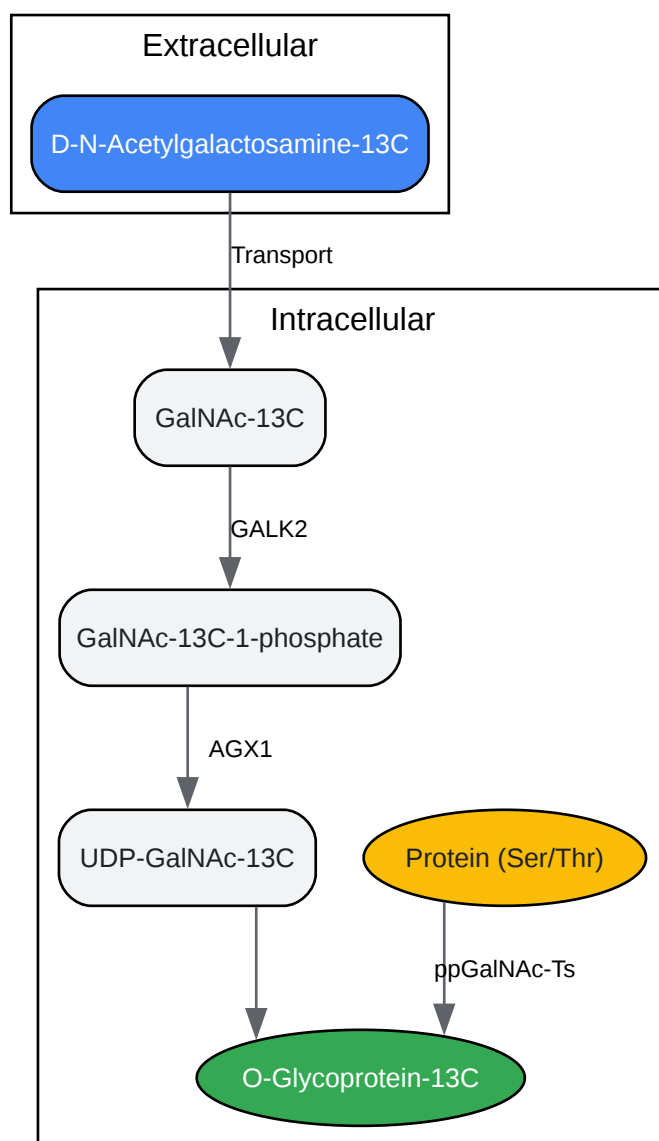 Extracellular
D-N-Acetylgalactosamine-13C
Transport
Intracellular
GalNAc-13C
GALK2
GalNAc-13C-1-phosphate
AGX1
UDP-GalNAc-13C
Protein (Ser/Thr)
ppGalNAc-Ts
O-Glycoprotein-13C